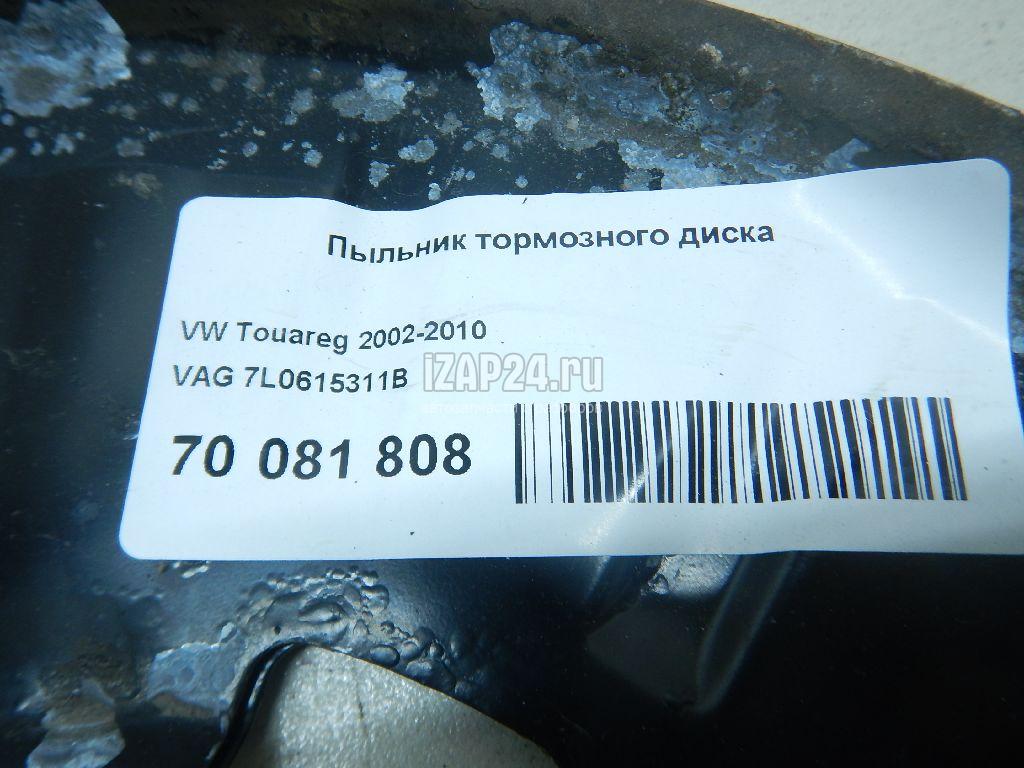 Пыльник тормозного диска
VW Touareg 2002-2010
VAG 7L0615311B
iZAP24.ru
70 081 808